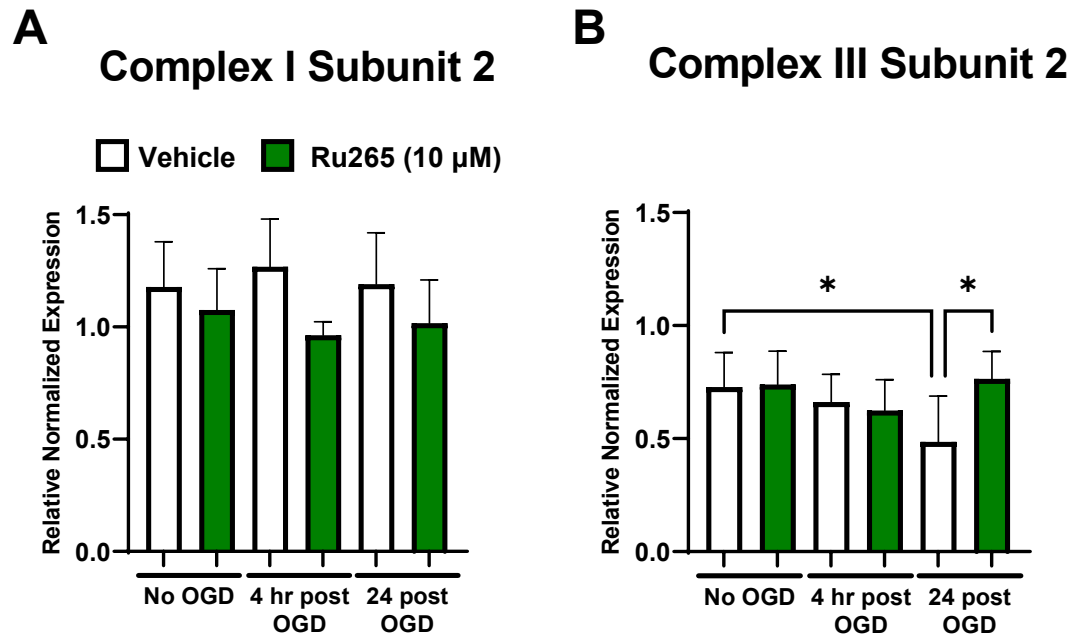 A
Complex I Subunit 2
Vehicle
Ru265 (10 µM)
Relative Normalized Expression
1.5
1.0
0.5
0.0
No OGD
4 hr post
OGD
24 post
OGD
B
Complex III Subunit 2
Relative Normalized Expression
1.5
1.0
0.5
0.0
*
*
No OGD
4 hr post
OGD
24 post
OGD